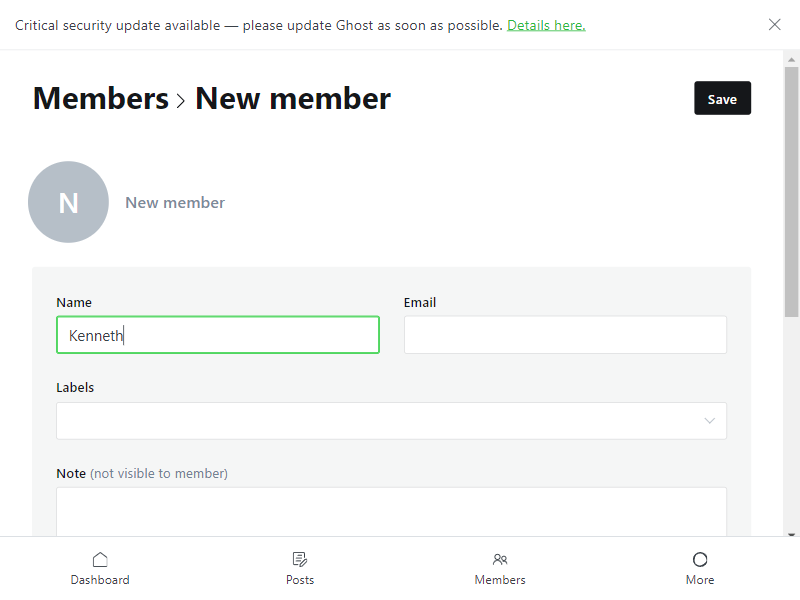 Critical security update available — please update Ghost as soon as possible. Details here.
Members > New member
Save
N
New member
Name
Email
Kenneth
Labels
Note (not visible to member)
Dashboard
Posts
Members
More